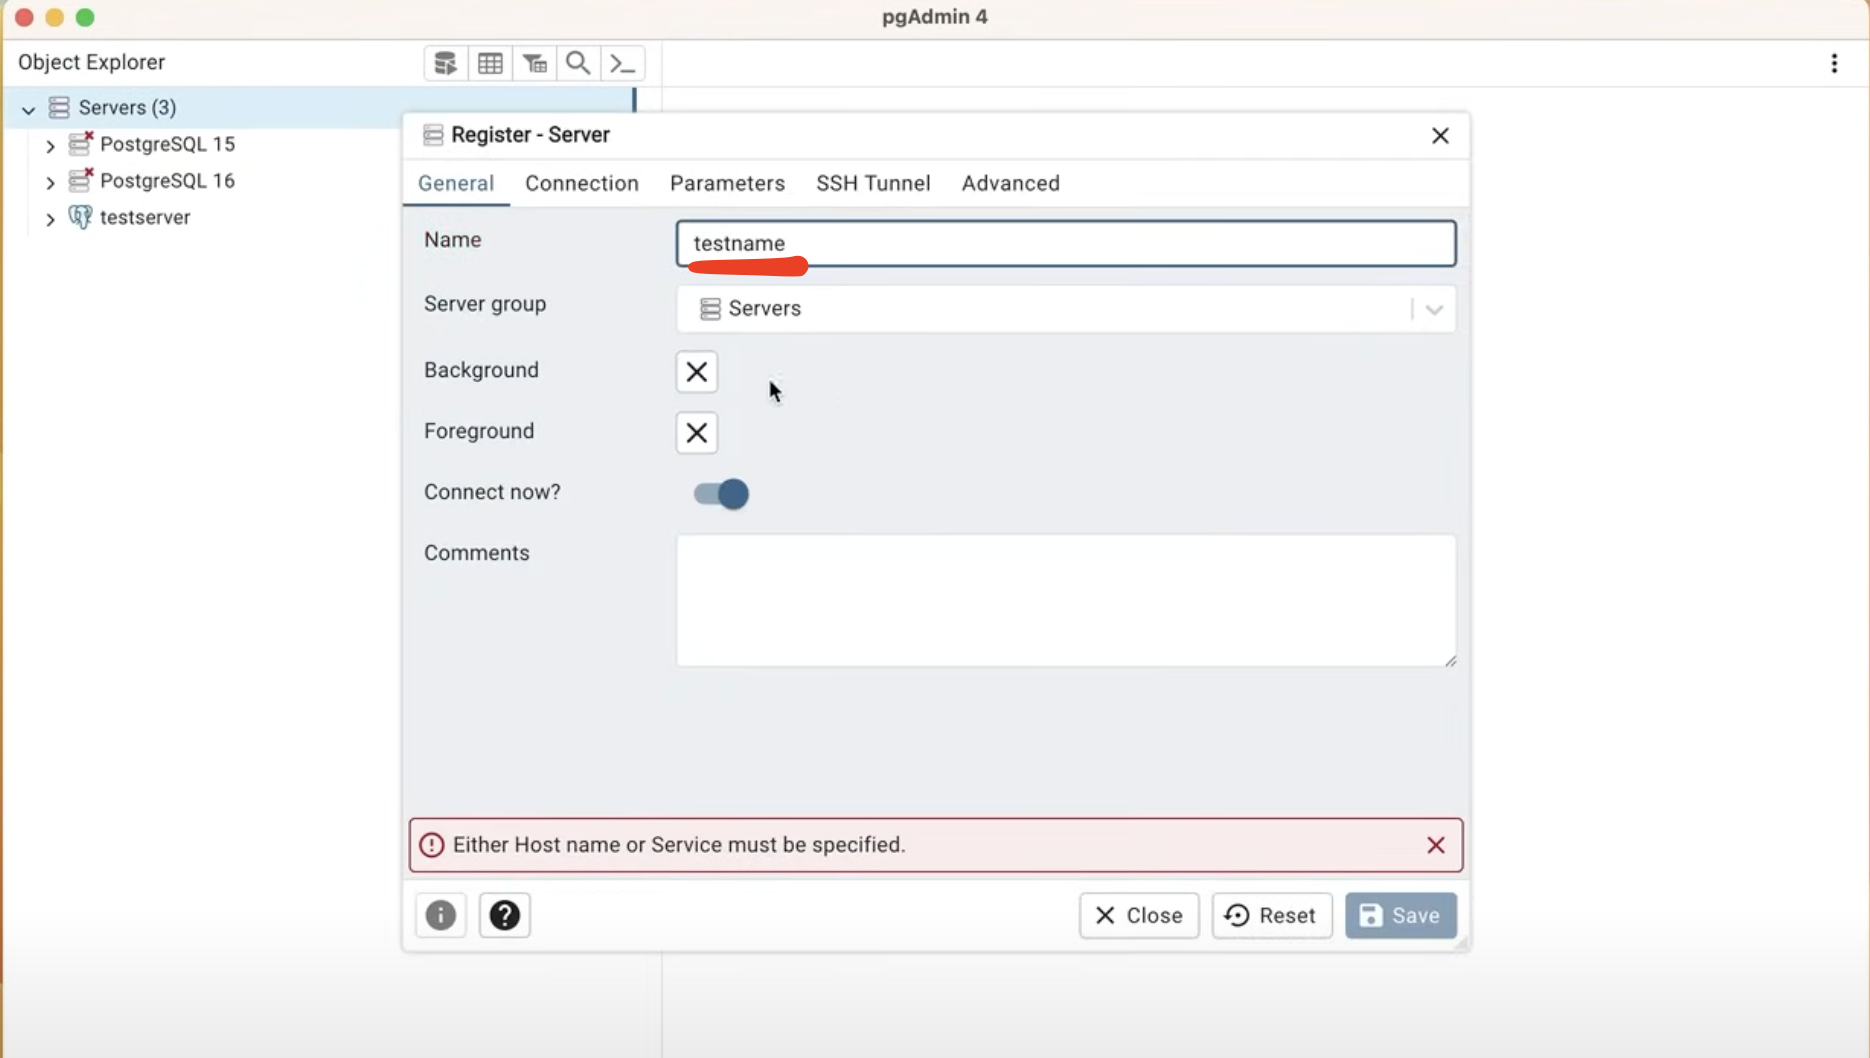 pgAdmin 4
Object Explorer
Servers (3)
PostgreSQL 15
PostgreSQL 16
testserver
Register - Server
General Connection Parameters SSH Tunnel Advanced
Name testname
Server group Servers
Background
Foreground
Connect now?
Comments
Either Host name or Service must be specified.
Close Reset Save